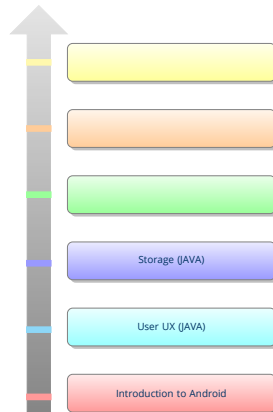 Storage (JAVA)
User UX (JAVA)
Introduction to Android